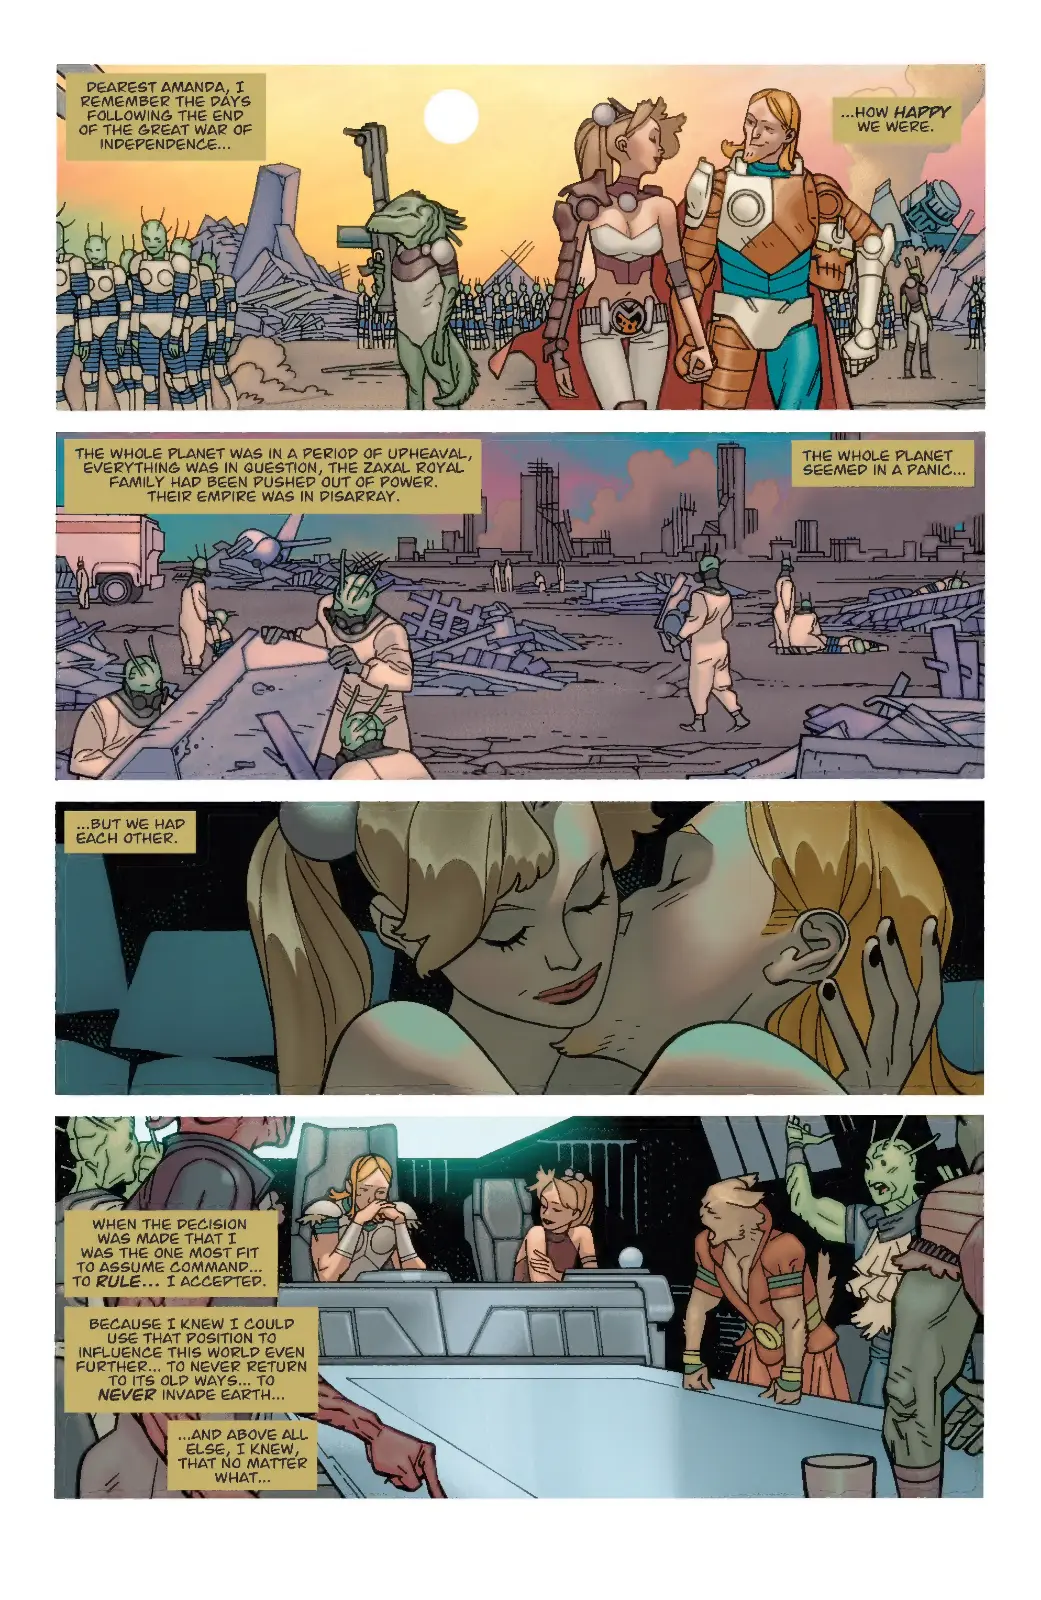 DEAREST AMANDA, I
REMEMBER THE DAYS
FOLLOWING THE END
OF THE GREAT WAR OF
INDEPENDENCE...
...HOW HAPPY
WE WERE.
THE WHOLE PLANET WAS IN A PERIOD OF UPHEAVAL,
EVERYTHING WAS IN QUESTION, THE ZAXAL ROYAL
FAMILY HAD BEEN PUSHED OUT OF POWER.
THEIR EMPIRE WAS IN DISARRAY.
THE WHOLE PLANET
SEEMED IN A PANIC...
...BUT WE HAD
EACH OTHER.
WHEN THE DECISION
WAS MADE THAT I
WAS THE ONE MOST FIT
TO ASSUME COMMAND...
TO RULE... I ACCEPTED.
BECAUSE I KNEW I COULD
USE THAT POSITION TO
INFLUENCE THIS WORLD EVEN
FURTHER... TO NEVER RETURN
TO ITS OLD WAYS... TO
NEVER INVADE EARTH...
...AND ABOVE ALL
ELSE, I KNEW,
THAT NO MATTER
WHAT...